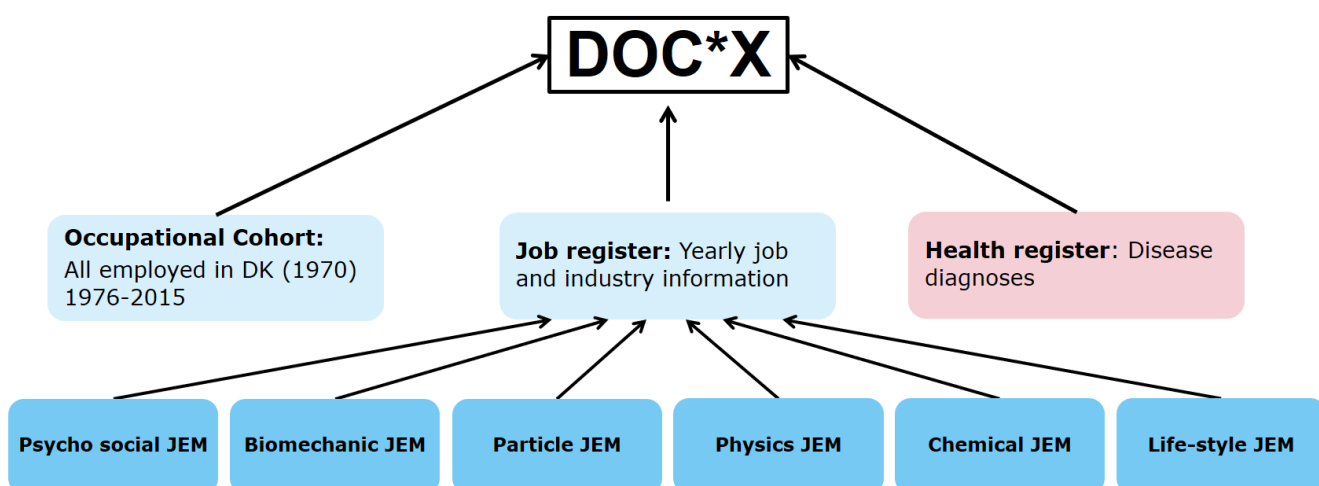 DOC*X
Occupational Cohort:
All employed in DK (1970)
1976-2015
Job register: Yearly job
and industry information
Health register: Disease
diagnoses
Psycho social JEM
Biomechanic JEM
Particle JEM
Physics JEM
Chemical JEM
Life-style JEM